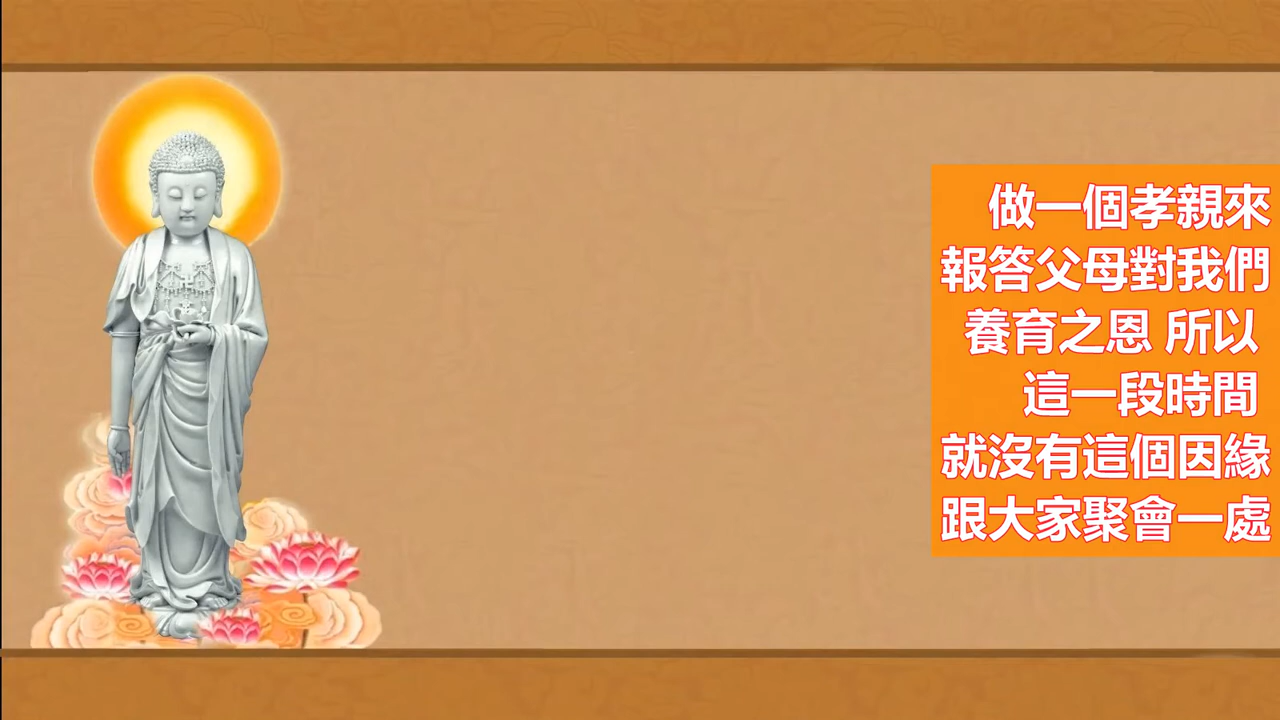 做一個孝親來
報答父母對我們
養育之恩 所以
這一段時間
就沒有這個因緣
跟大家聚會一處